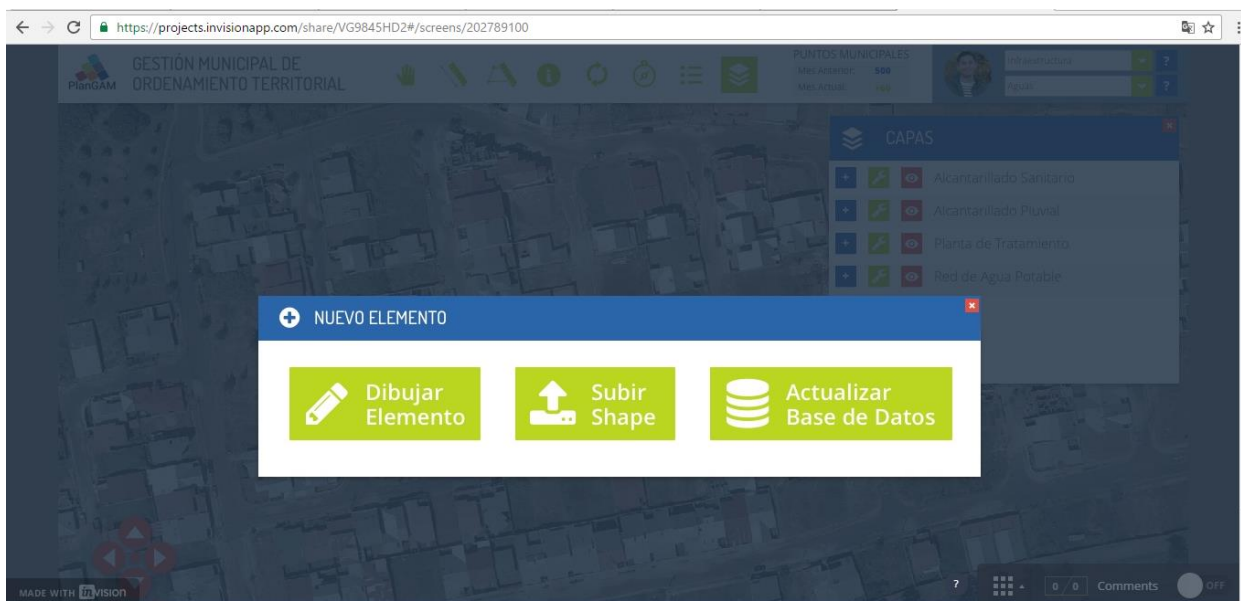 https://projects.invisionapp.com/share/VG9845HD2#/screens/202789100
PlanGAM
GESTIÓN MUNICIPAL DE
ORDENAMIENTO TERRITORIAL
PUNTOS MUNICIPALES
Mes Anterior: 500
Mes Actual:
Infraestructura
?
Aguas
?
CAPAS
Alcantarillado Sanitario
Alcantarillado Pluvial
Planta de Tratamiento
Red de Agua Potable
NUEVO ELEMENTO
Dibujar
Elemento
Subir
Shape
Actualizar
Base de Datos
MADE WITH inVISION
?
0 / 0 Comments
OFF